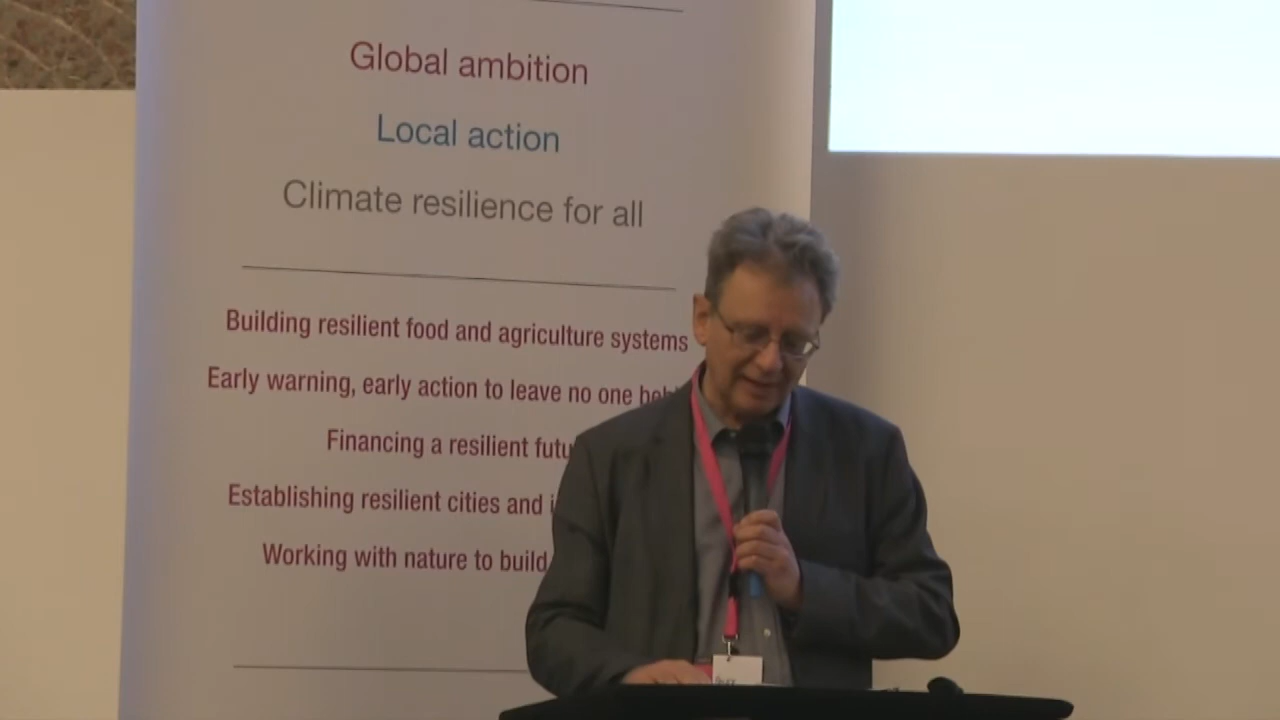 Global ambition
Local action
Climate resilience for all
Building resilient food and agriculture systems
Early warning, early action to leave no one
Financing a resilient
Establishing resilient cities and
Working with nature to build